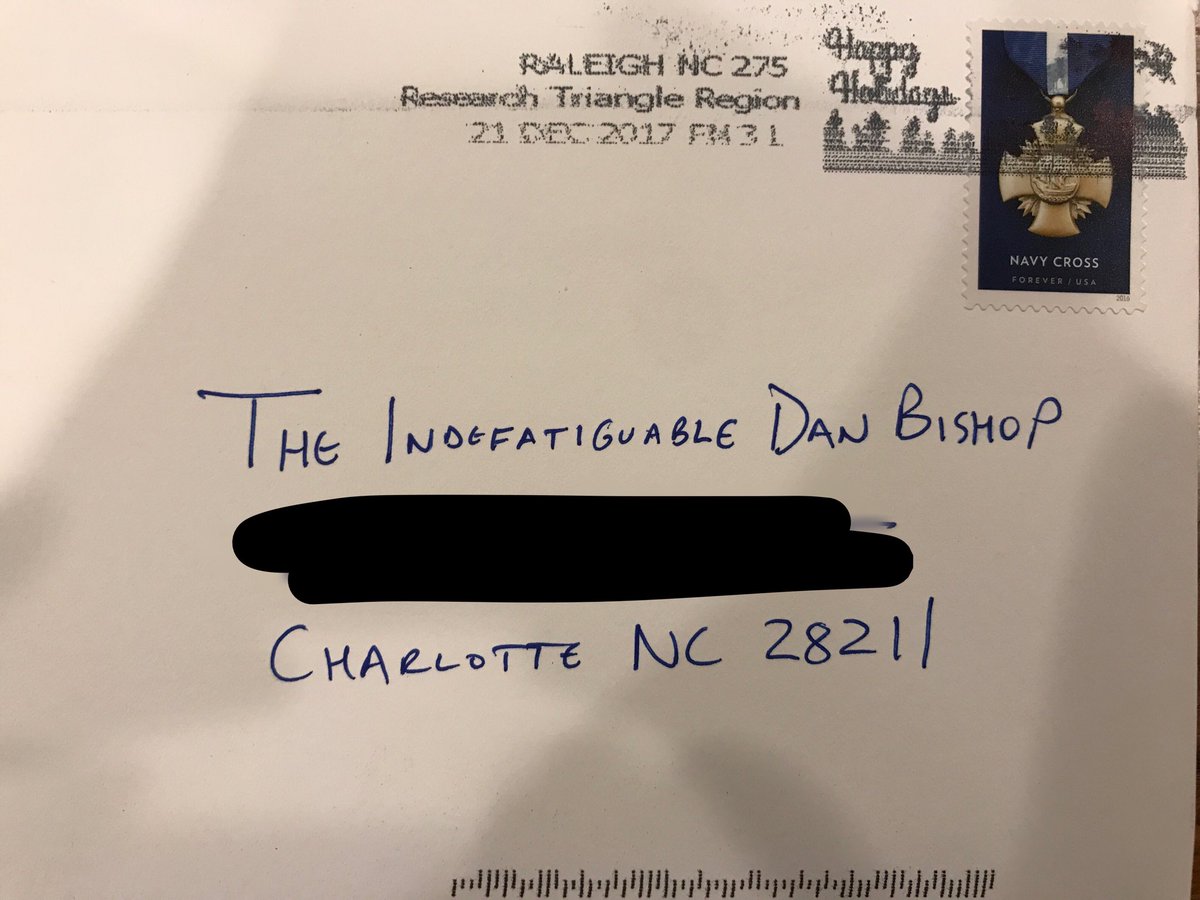 RALEIGH NC 275
Research Triangle Region
21 DEC 2017 PM 3 L
Happy
Holidays
NAVY CROSS
FOREVER / USA
2016
THE INDEFATIGUABLE DAN BISHOP
CHARLOTTE NC 28211